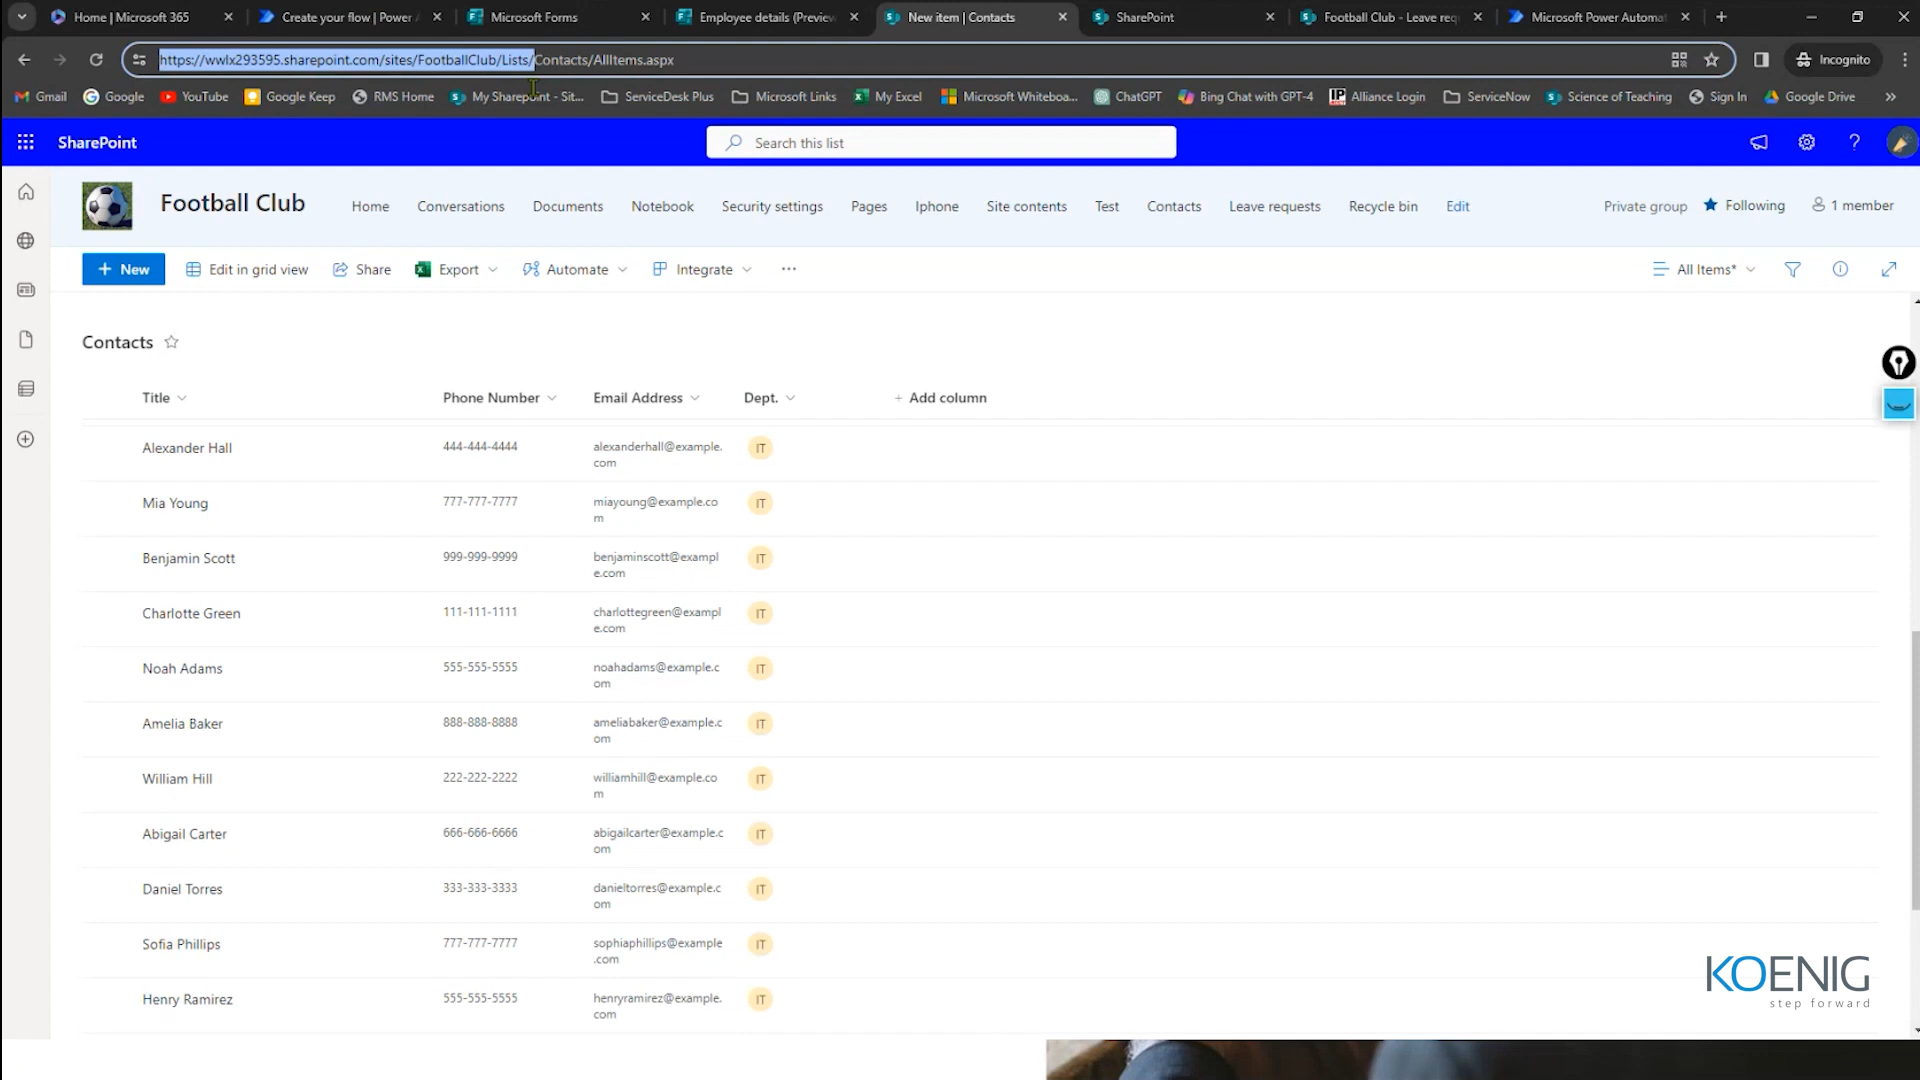 Home | Microsoft 365
Create your flow | Power
Microsoft Forms
Employee details (Preview
New item | Contacts
SharePoint
Football Club - Leave req
Microsoft Power Automat
https://wwlx293595.sharepoint.com/sites/FootballClub/Lists/Contacts/AllItems.aspx
Incognito
Gmail
Google
YouTube
Google Keep
RMS Home
My Sharepoint - Sit...
ServiceDesk Plus
Microsoft Links
My Excel
Microsoft Whiteboa...
ChatGPT
Bing Chat with GPT-4
Alliance Login
ServiceNow
Science of Teaching
Sign In
Google Drive
SharePoint
Search this list
Football Club
Home
Conversations
Documents
Notebook
Security settings
Pages
Iphone
Site contents
Test
Contacts
Leave requests
Recycle bin
Edit
Private group
Following
1 member
New
Edit in grid view
Share
Export
Automate
Integrate
All Items*
Contacts
Title
Phone Number
Email Address
Dept.
+ Add column
Alexander Hall
444-444-4444
alexanderhall@example.
com
IT
Mia Young
777-777-7777
miayoung@example.co
m
IT
Benjamin Scott
999-999-9999
benjaminscott@exampl
e.com
IT
Charlotte Green
111-111-1111
charlottegreen@exampl
e.com
IT
Noah Adams
555-555-5555
noahadams@example.c
om
IT
Amelia Baker
888-888-8888
ameliabaker@example.c
om
IT
William Hill
222-222-2222
williamhill@example.co
m
IT
Abigail Carter
666-666-6666
abigailcarter@example.c
om
IT
Daniel Torres
333-333-3333
danieltorres@example.c
om
IT
Sofia Phillips
777-777-7777
sophiaphillips@example
.com
IT
Henry Ramirez
555-555-5555
henryramirez@example.
com
IT
KOENIG
step forward